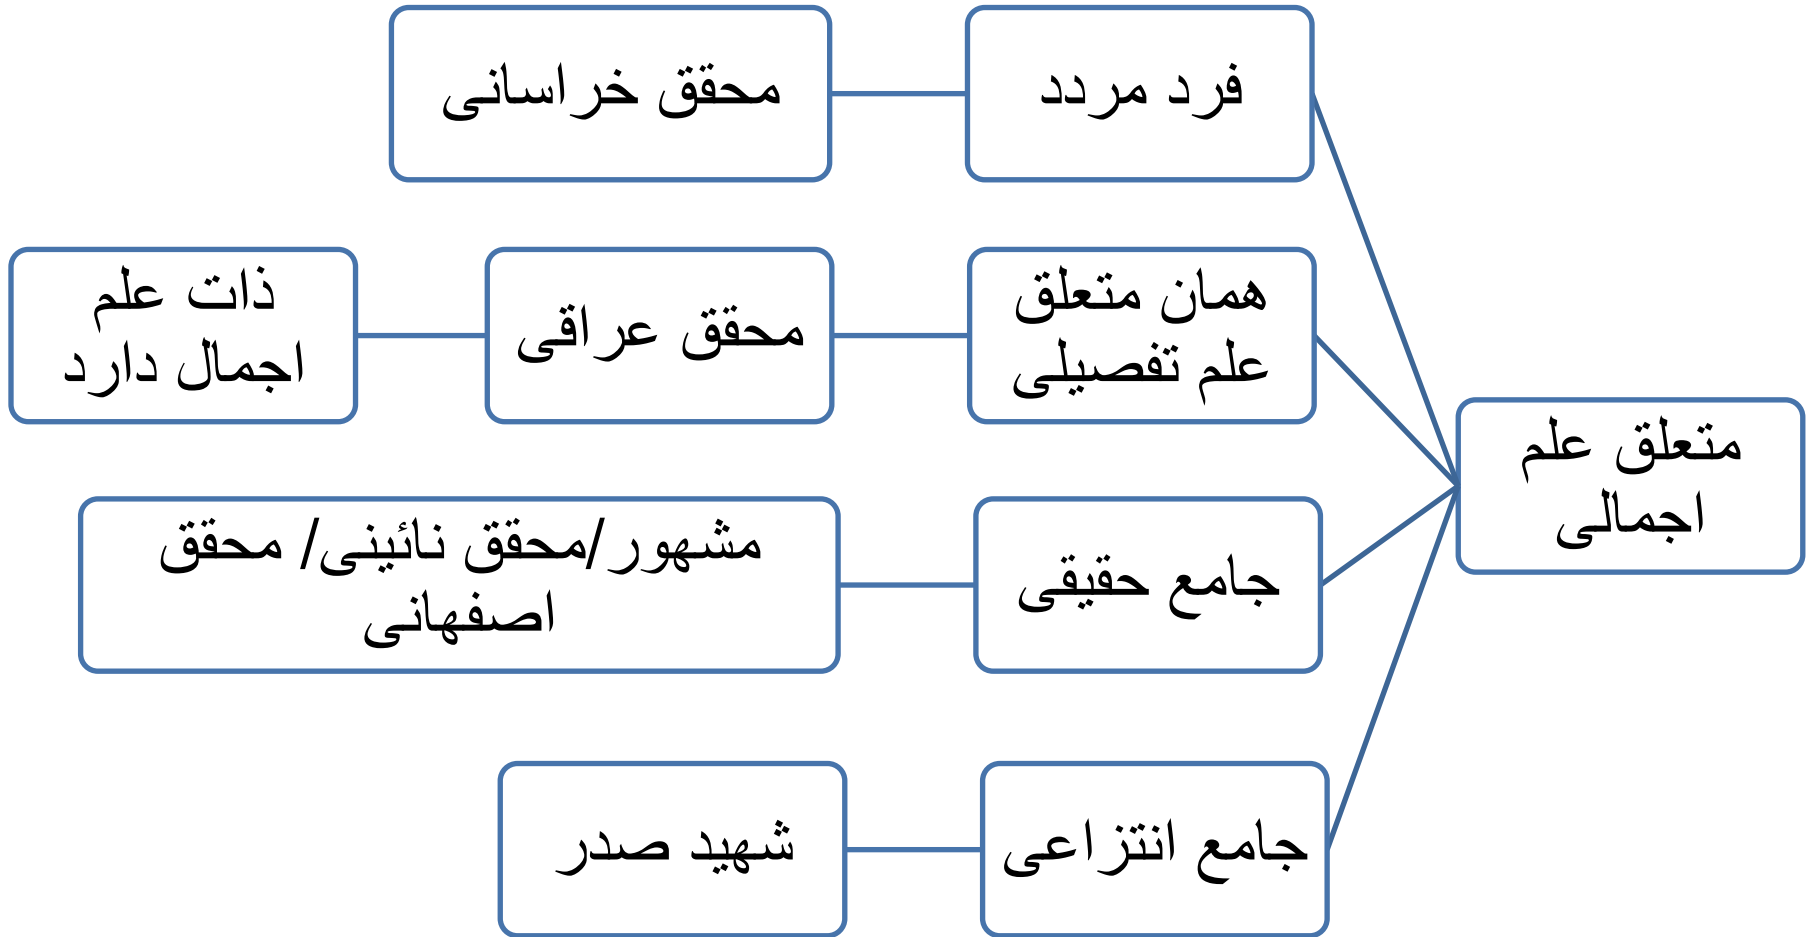 متعلق علم
اجمالی
فرد مردد
محقق خراسانی
همان متعلق
علم تفصیلی
محقق عراقی
ذات علم
اجمال دارد
جامع حقیقی
مشهور/محقق نائینی/ محقق
اصفهانی
جامع انتزاعی
شهید صدر